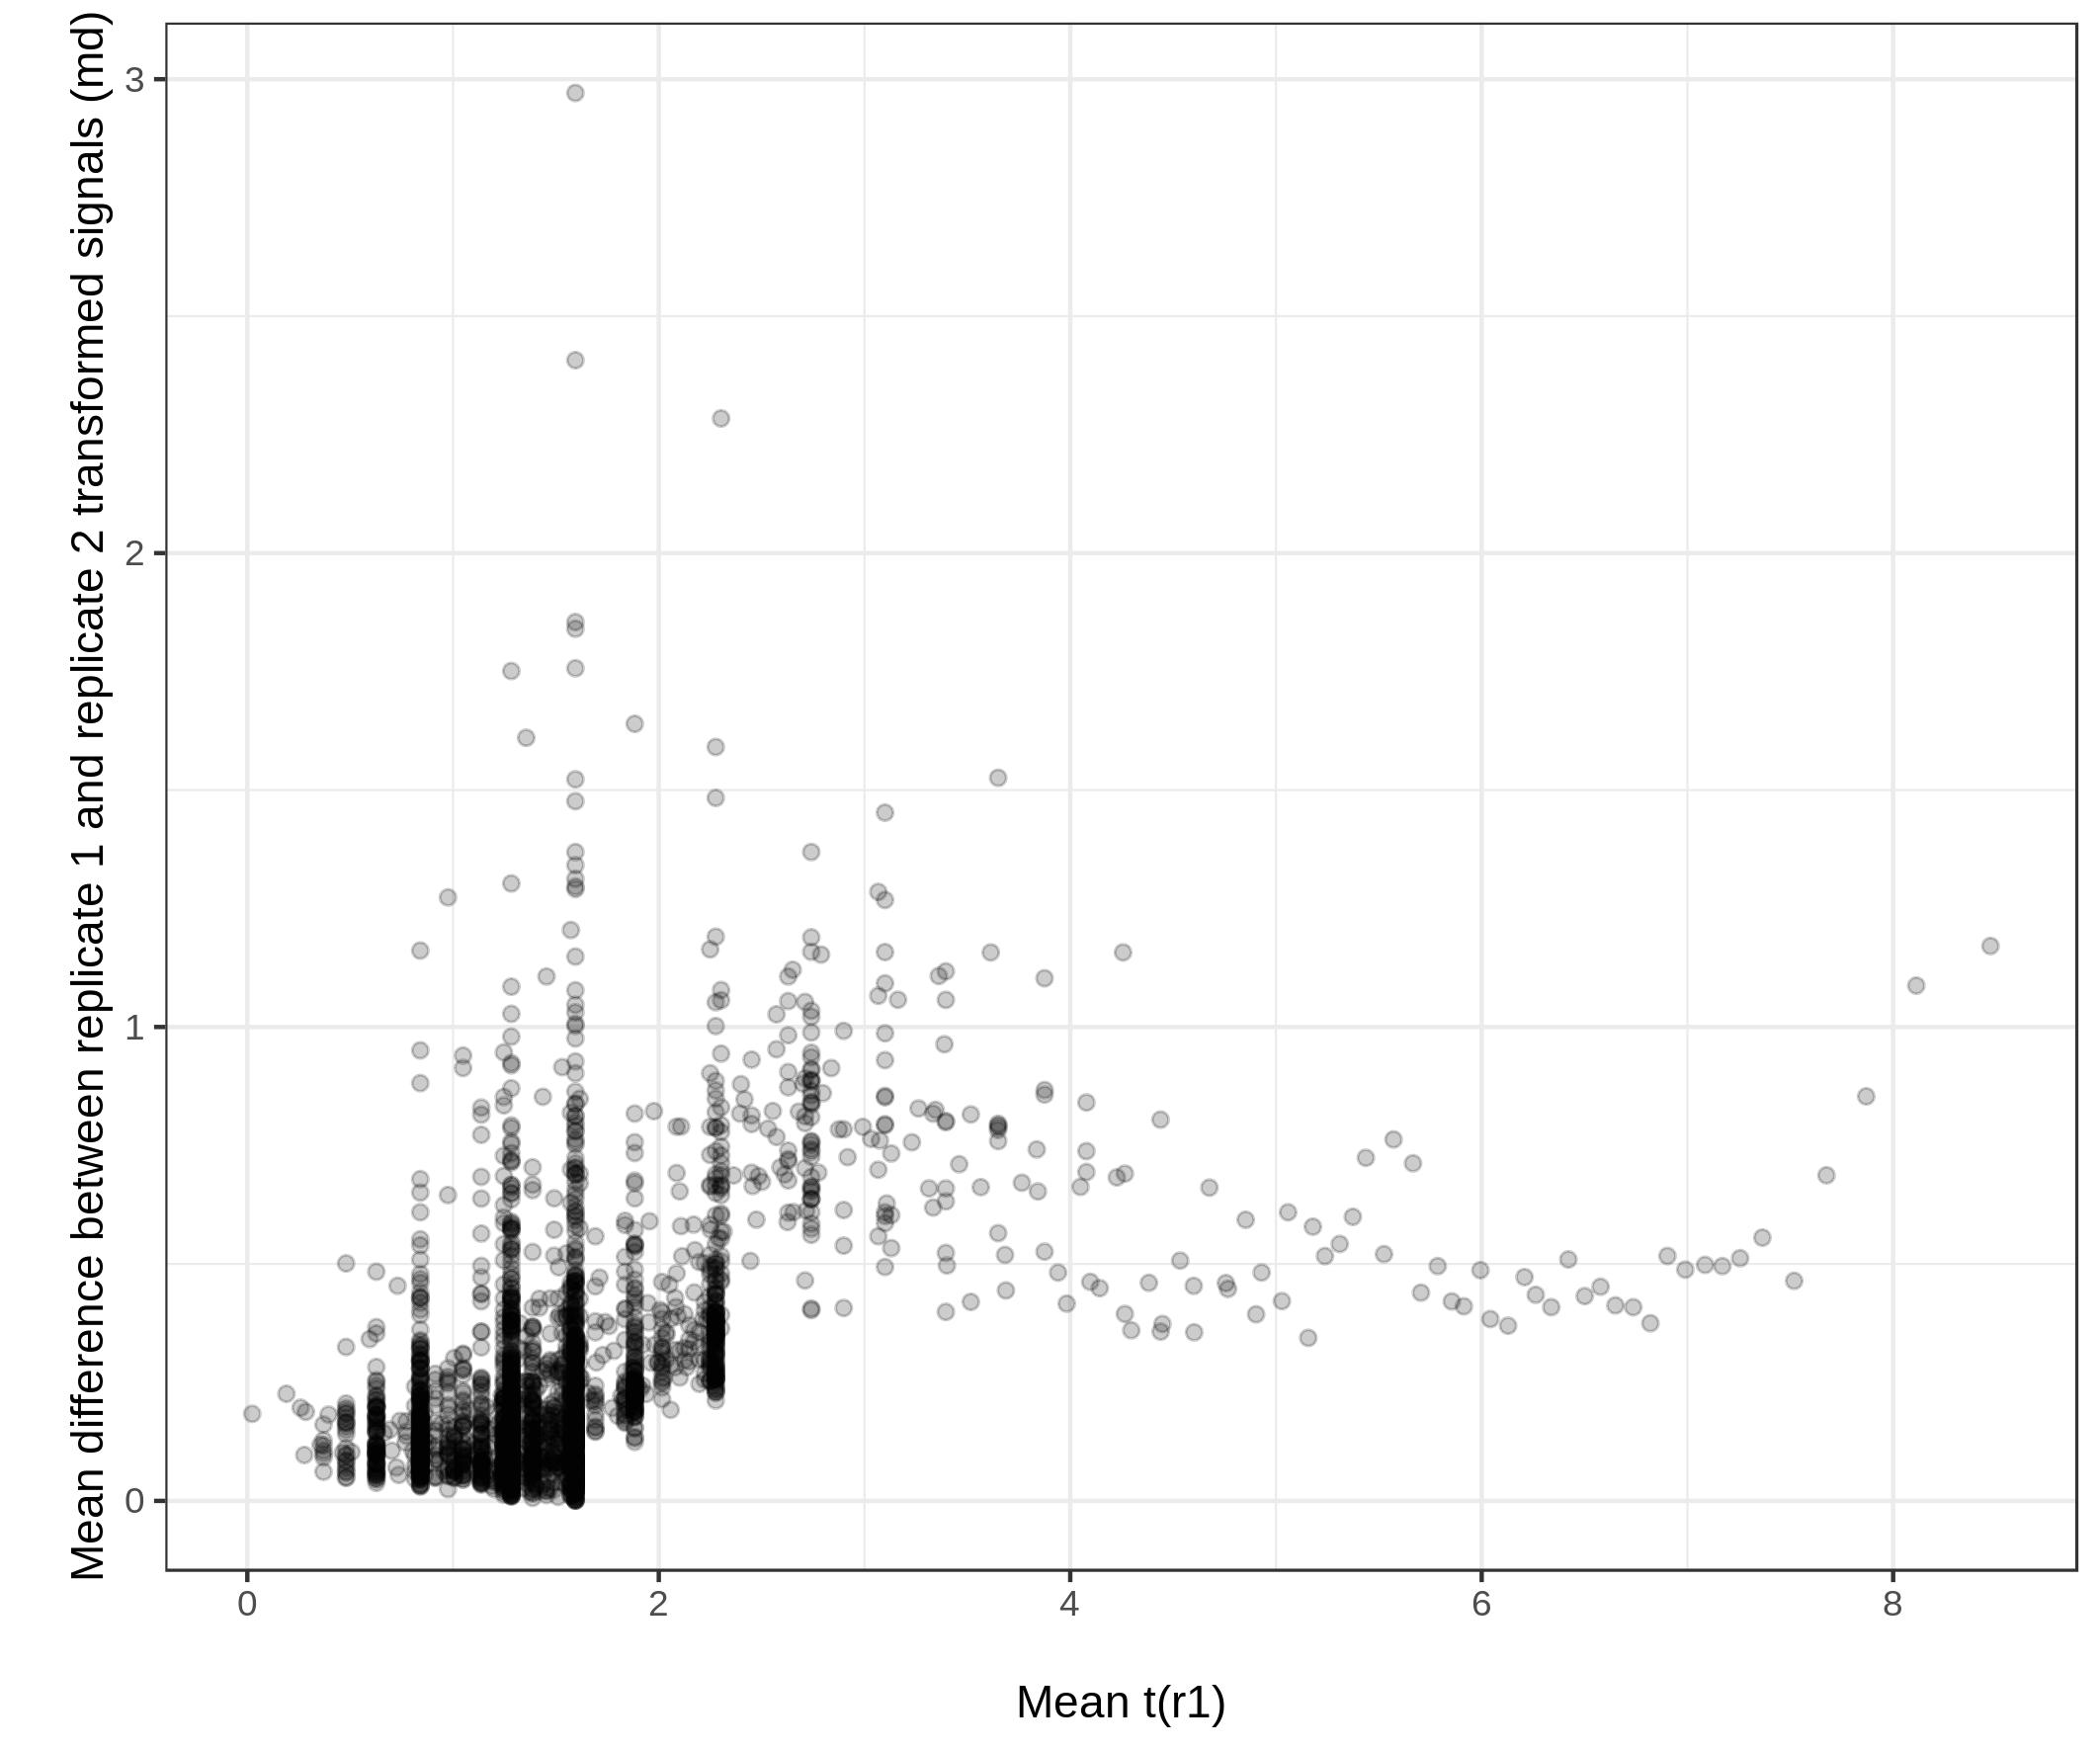 Mean difference between replicate 1 and replicate 2 transformed signals (md)
3
2
1
0
0 2 4 6 8
Mean t(r1)